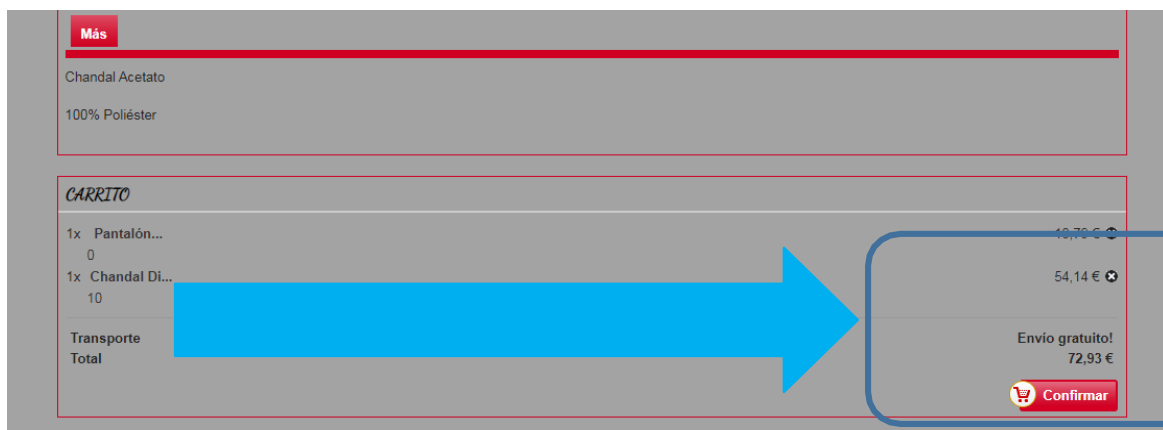 Más
Chandal Acetato
100% Poliéster
CARRITO
1x Pantalón...
0
1x Chandal Di... 54,14 €
10
Transporte Envío gratuito!
Total 72,93 €
Confirmar